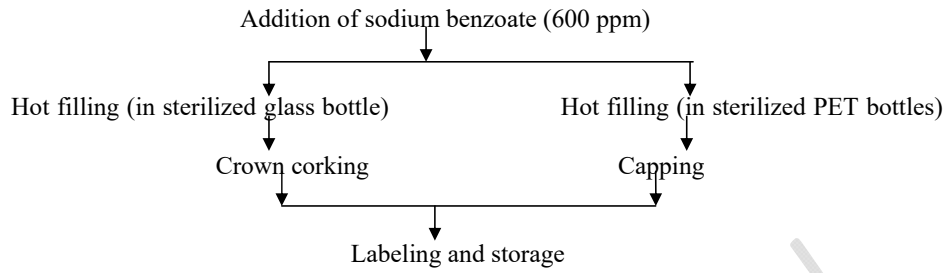 Addition of sodium benzoate (600 ppm)
Hot filling (in sterilized glass bottle) Hot filling (in sterilized PET bottles)
Crown corking Capping
Labeling and storage